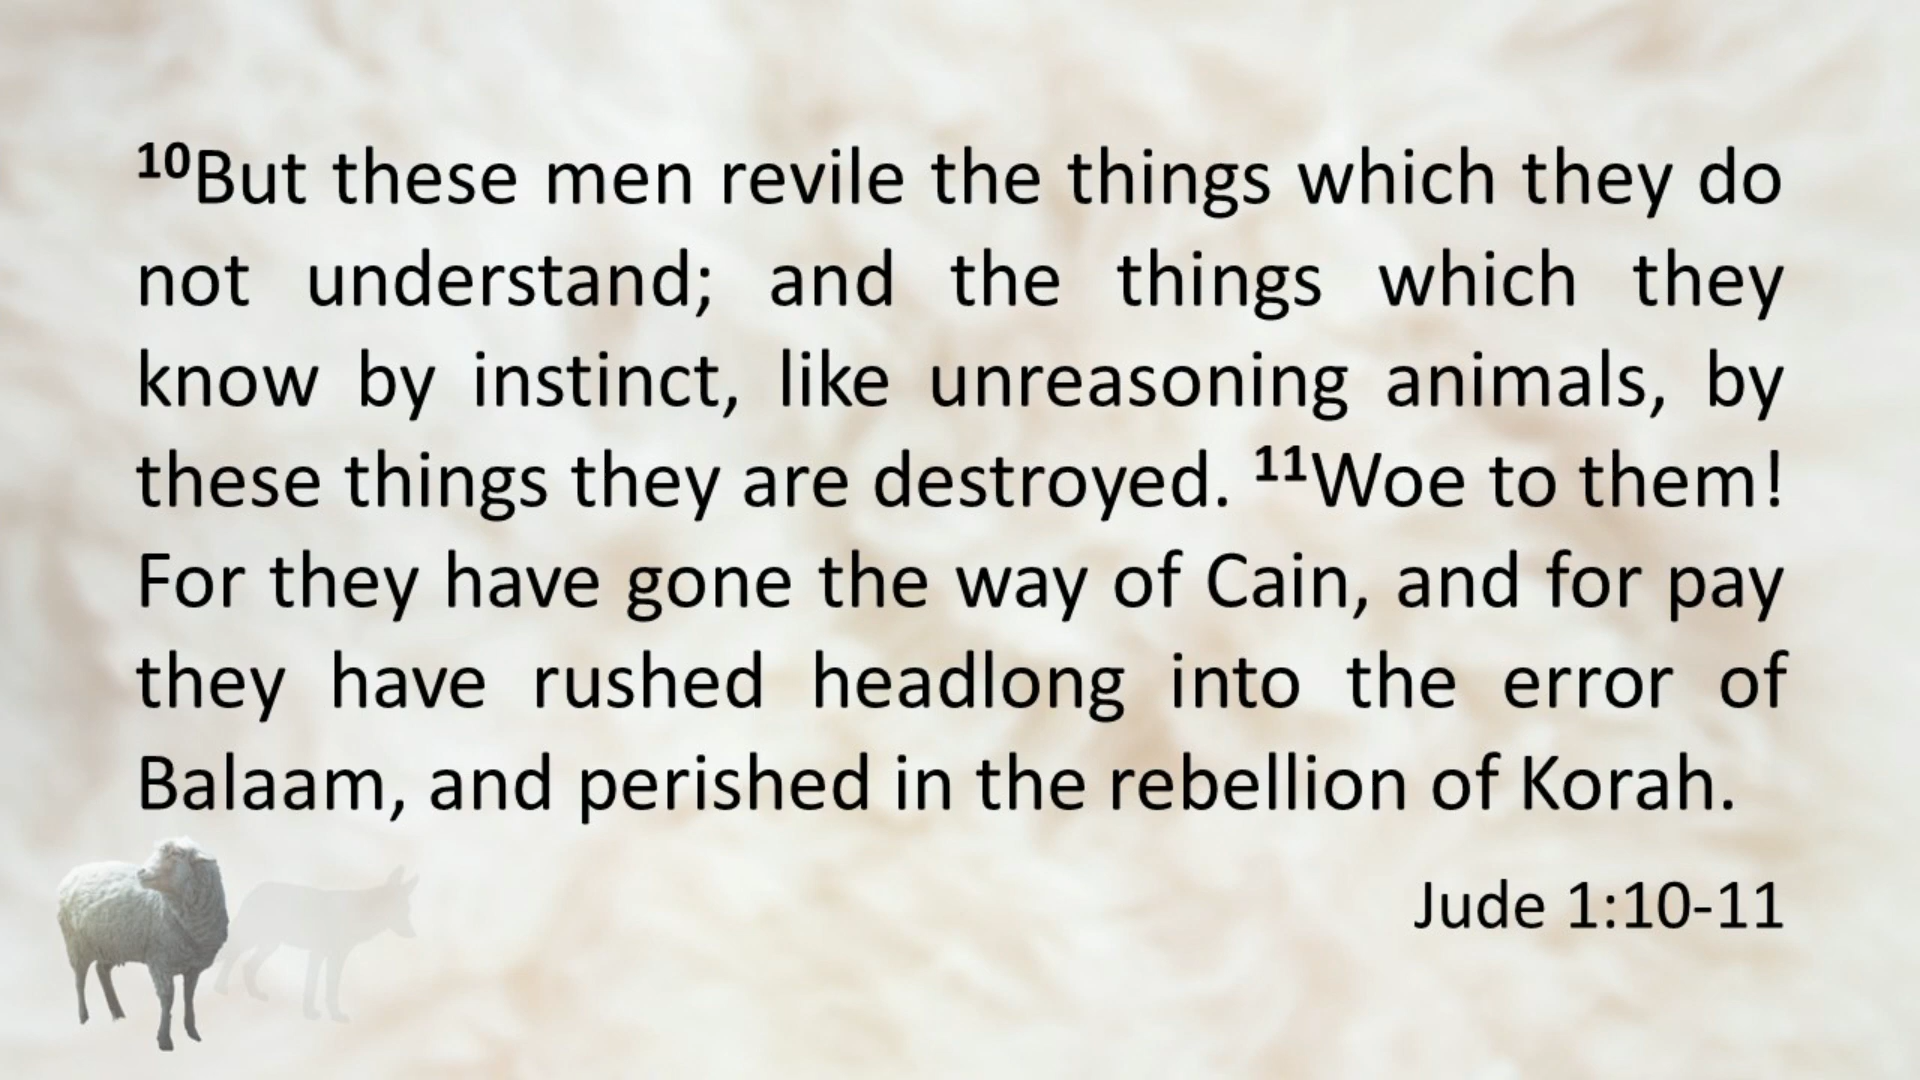 ¹⁰But these men revile the things which they do
not understand; and the things which they
know by instinct, like unreasoning animals, by
these things they are destroyed. ¹¹Woe to them!
For they have gone the way of Cain, and for pay
they have rushed headlong into the error of
Balaam, and perished in the rebellion of Korah.
Jude 1:10-11